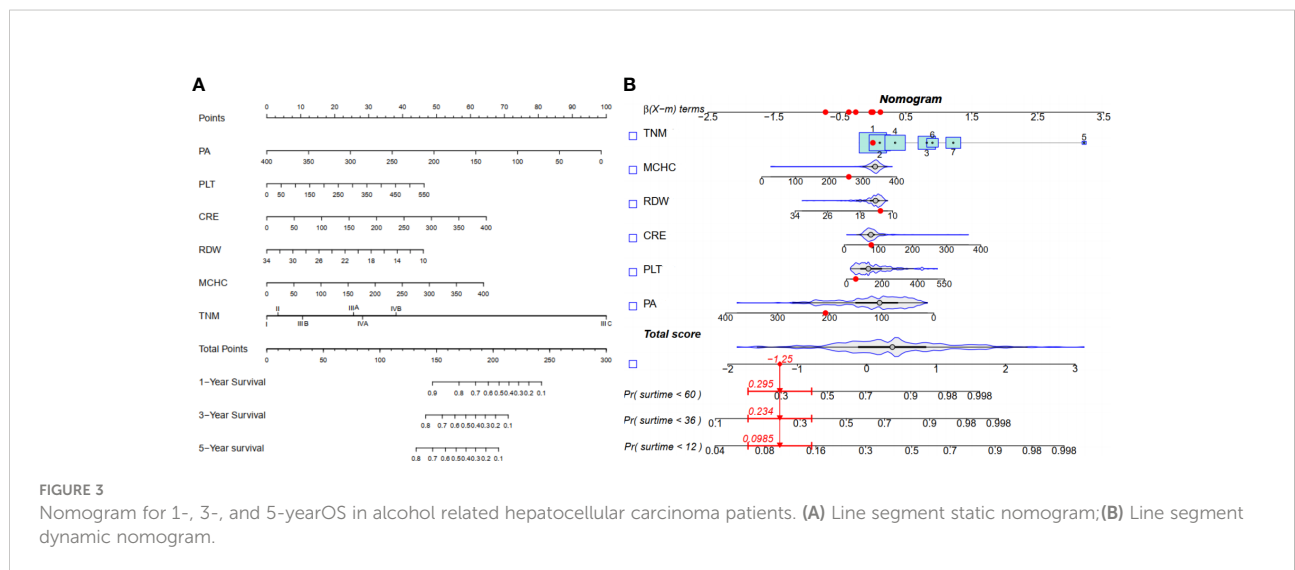 A
0 10 20 30 40 50 60 70 80 90 100
Points
PA
400 350 300 250 200 150 100 50 0
PLT
0 50 150 250 350 450 550
CRE
0 50 100 150 200 250 300 350 400
RDW
34 30 26 22 18 14 10
MCHC
0 50 100 150 200 250 300 350 400
II IIIA IVB
TNM
I IIIB IVA IIIC
Total Points
0 50 100 150 200 250 300
1-Year Survival
0.9 0.8 0.7 0.6 0.5 0.4 0.3 0.2 0.1
3-Year Survival
0.8 0.7 0.6 0.5 0.4 0.3 0.2 0.1
5-Year survival
0.8 0.7 0.6 0.5 0.4 0.3 0.2 0.1
B
Nomogram
β(X-m) terms
-2.5 -1.5 -0.5 0.5 1.5 2.5 3.5
TNM
1 4 6 5
2 3 7
MCHC
0 100 200 300 400
RDW
34 26 18 10
CRE
0 100 200 300 400
PLT
0 200 400 550
PA
400 300 200 100 0
Total score
-1.25
-2 -1 0 1 2 3
0.295
Pr( surtime < 60 )
0.3 0.5 0.7 0.9 0.98 0.998
0.234
Pr( surtime < 36 )
0.1 0.3 0.5 0.7 0.9 0.98 0.998
0.0985
Pr( surtime < 12 )
0.04 0.08 0.16 0.3 0.5 0.7 0.9 0.98 0.998
FIGURE 3
Nomogram for 1-, 3-, and 5-yearOS in alcohol related hepatocellular carcinoma patients. (A) Line segment static nomogram;(B) Line segment
dynamic nomogram.